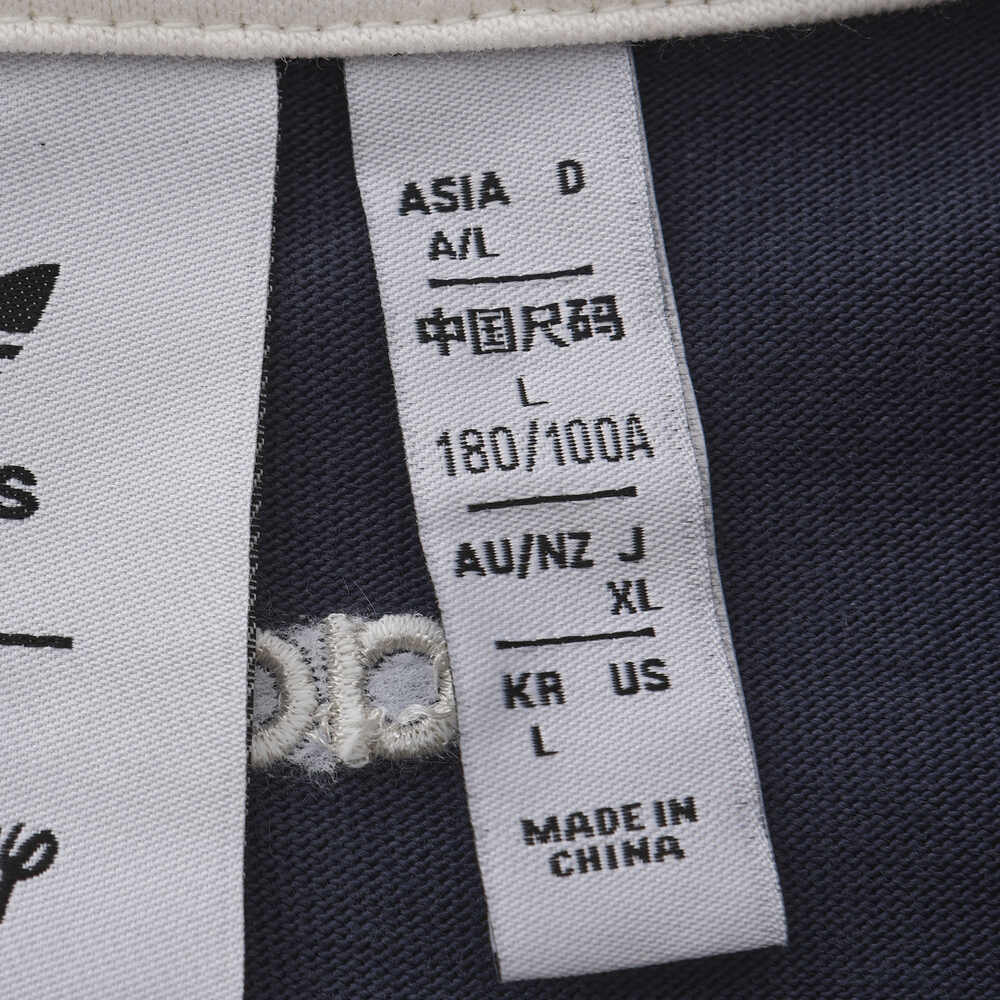 ASIA D
A/L
中国尺码
L
180/100A
AU/NZ J
XL
KR US
L
MADE IN
CHINA